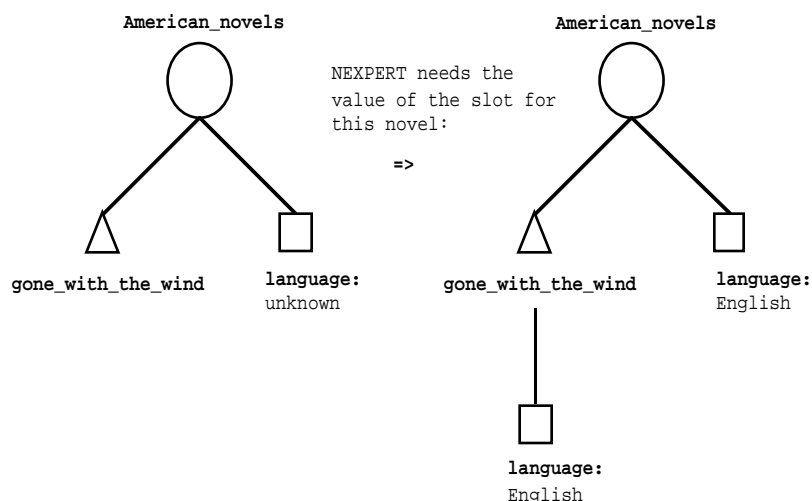 American_novels
gone_with_the_wind
language:
unknown
NEXPERT needs the
value of the slot for
this novel:
=>
American_novels
gone_with_the_wind
language:
English
language:
English